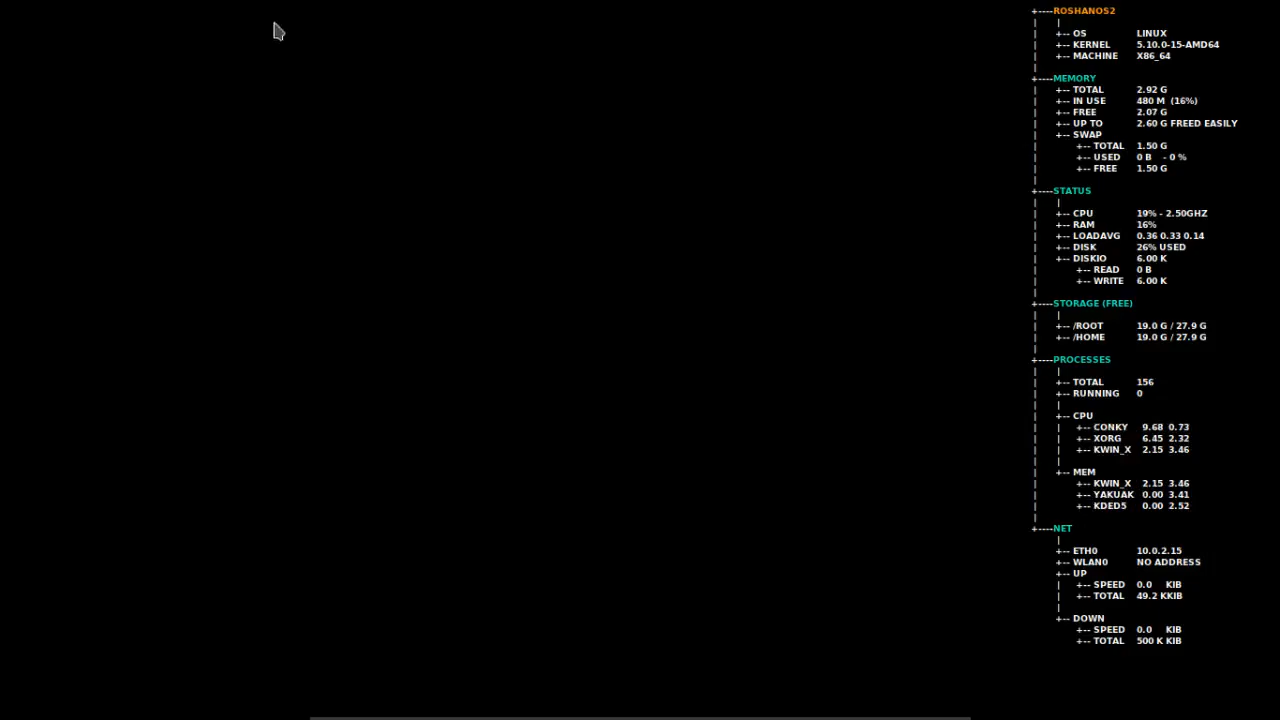 +----ROSHANOS2
| |
| +-- OS LINUX
| +-- KERNEL 5.10.0-15-AMD64
| +-- MACHINE X86_64
|
+----MEMORY
| +-- TOTAL 2.92 G
| +-- IN USE 480 M (16%)
| +-- FREE 2.07 G
| +-- UP TO 2.60 G FREED EASILY
| +-- SWAP
| +-- TOTAL 1.50 G
| +-- USED 0 B - 0 %
| +-- FREE 1.50 G
|
+----STATUS
| |
| +-- CPU 19% - 2.50GHZ
| +-- RAM 16%
| +-- LOADAVG 0.36 0.33 0.14
| +-- DISK 26% USED
| +-- DISKIO 6.00 K
| +-- READ 0 B
| +-- WRITE 6.00 K
|
+----STORAGE (FREE)
| |
| +-- /ROOT 19.0 G / 27.9 G
| +-- /HOME 19.0 G / 27.9 G
|
+----PROCESSES
| |
| +-- TOTAL 156
| +-- RUNNING 0
| |
| +-- CPU
| | +-- CONKY 9.68 0.73
| | +-- XORG 6.45 2.32
| | +-- KWIN_X 2.15 3.46
| |
| +-- MEM
| +-- KWIN_X 2.15 3.46
| +-- YAKUAK 0.00 3.41
| +-- KDED5 0.00 2.52
|
+----NET
|
+-- ETH0 10.0.2.15
+-- WLAN0 NO ADDRESS
+-- UP
| +-- SPEED 0.0 KIB
| +-- TOTAL 49.2 KKIB
|
+-- DOWN
+-- SPEED 0.0 KIB
+-- TOTAL 500 K KIB